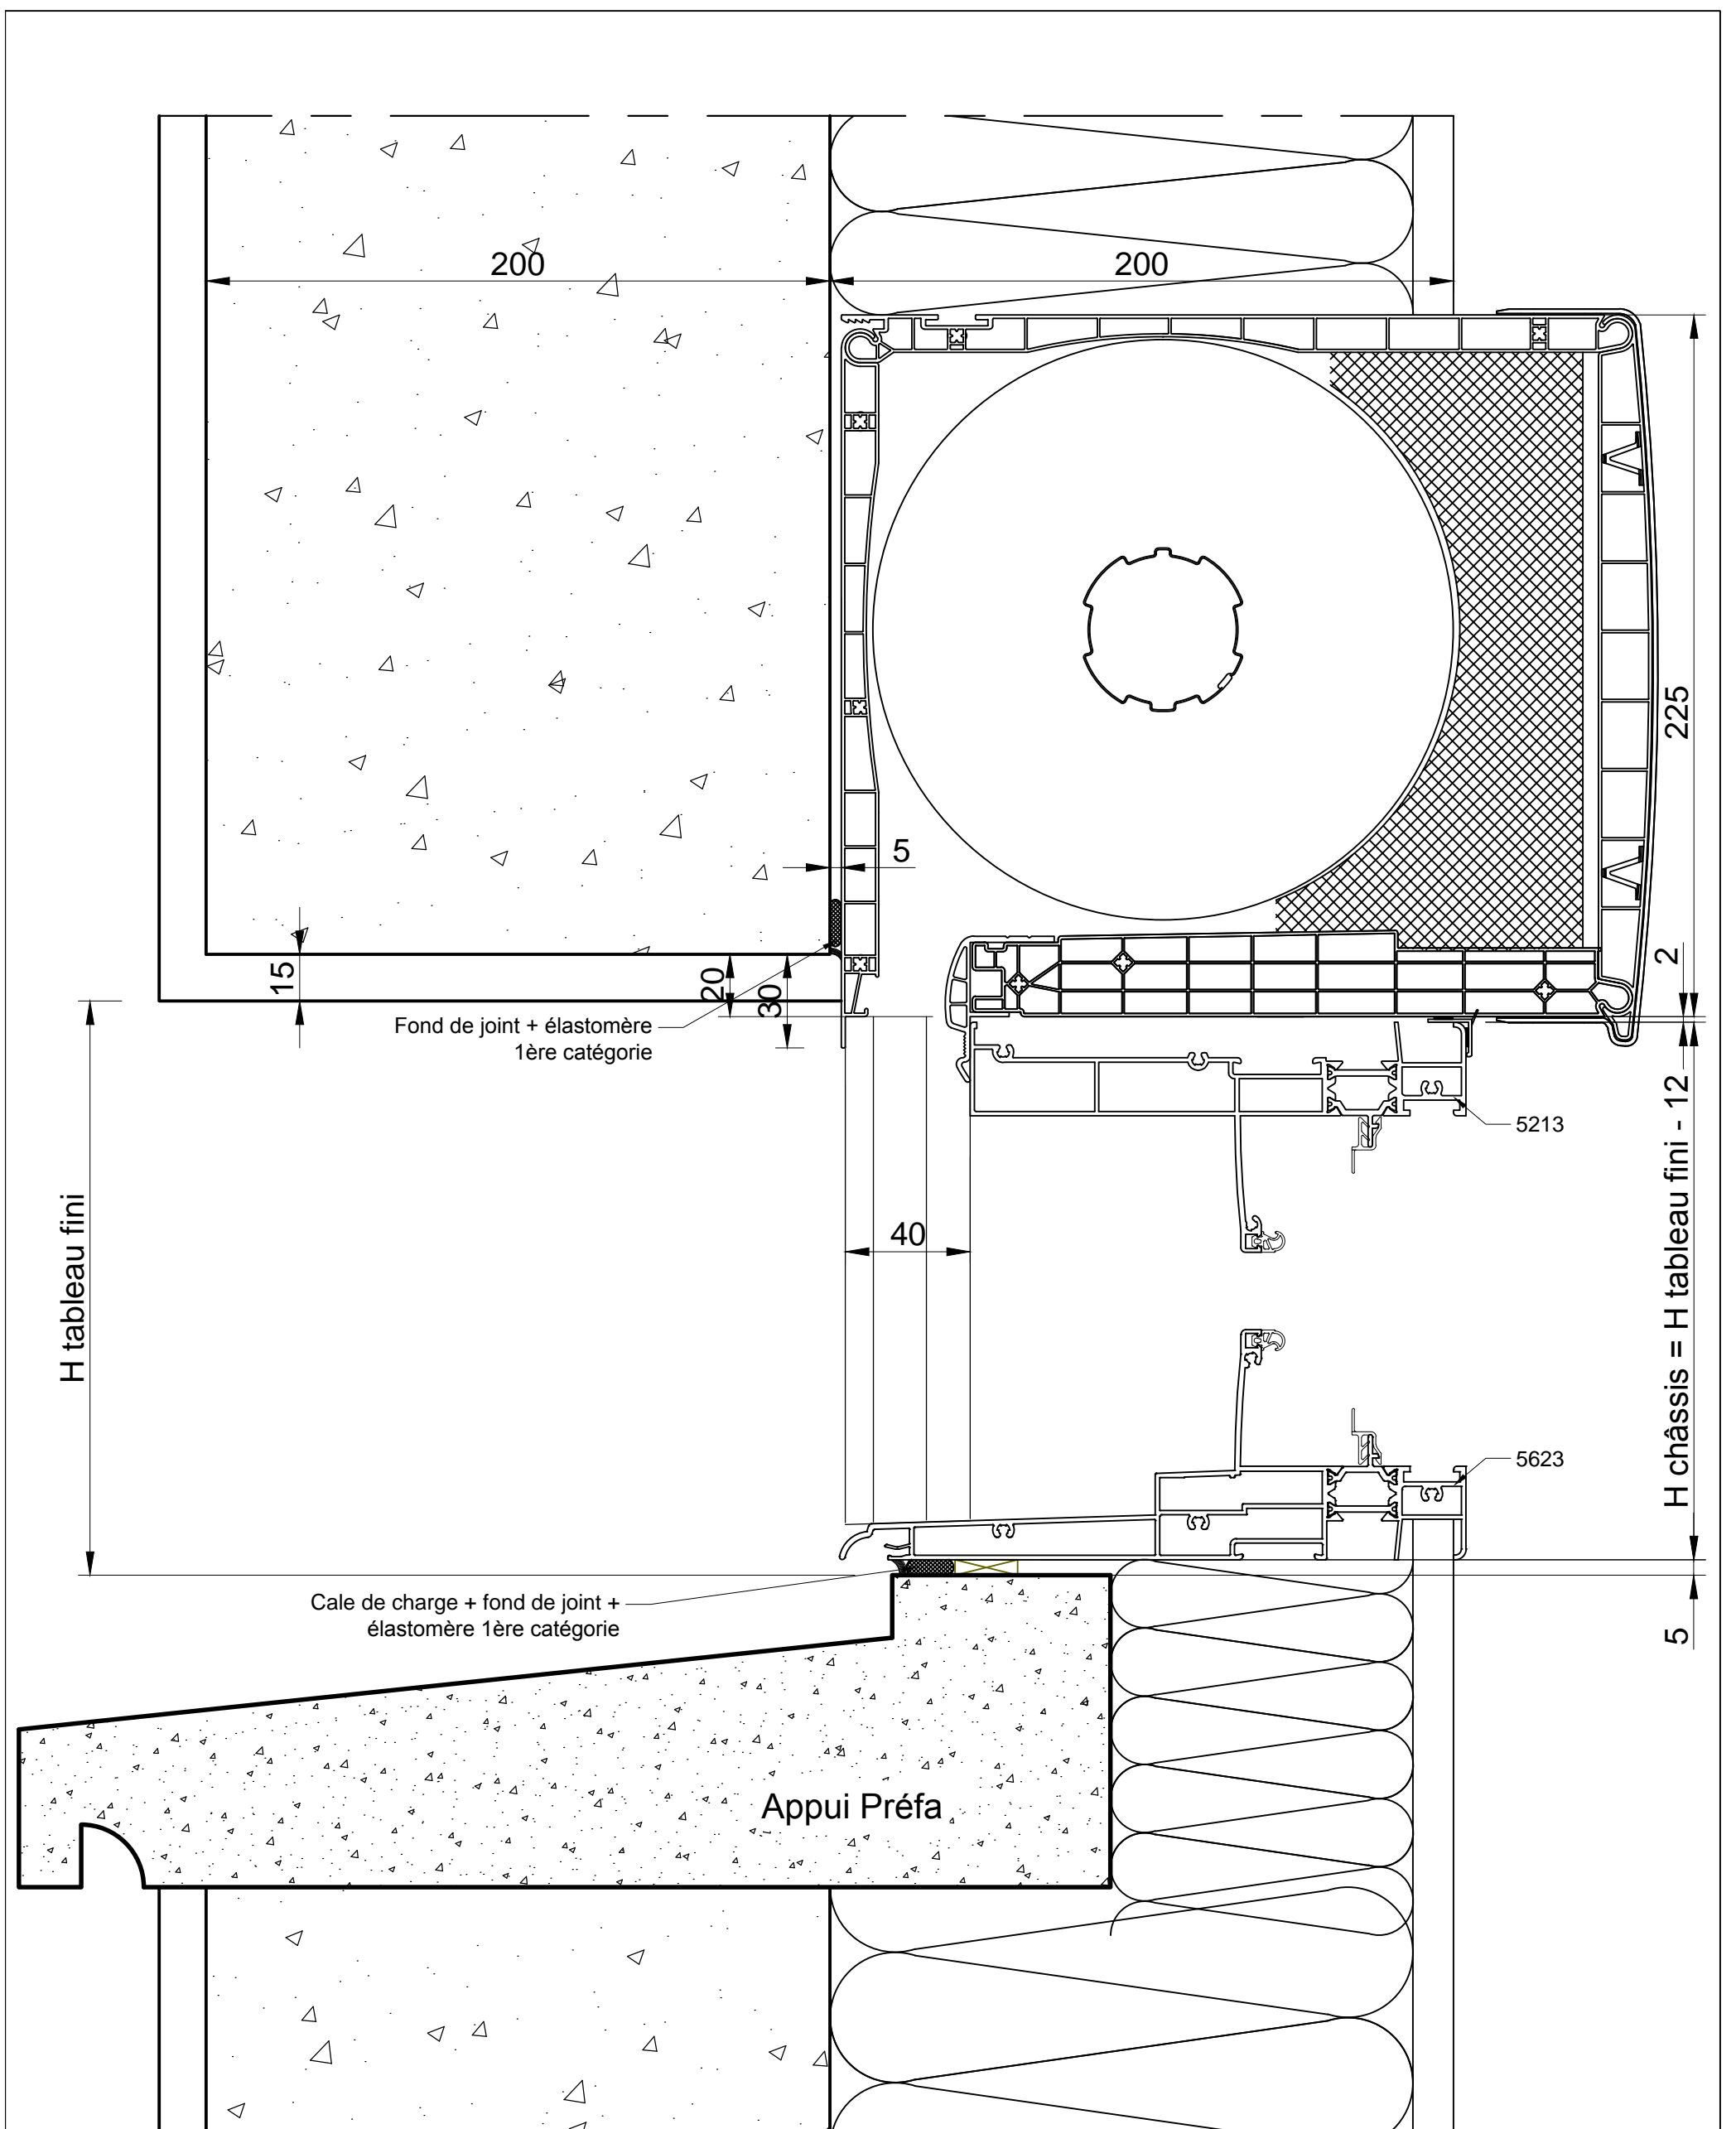 200
200
225
5
15
20
30
2
Fond de joint + élastomère
1ère catégorie
5213
40
H tableau fini
H châssis = H tableau fini - 12
5623
Cale de charge + fond de joint +
élastomère 1ère catégorie
5
Appui Préfa